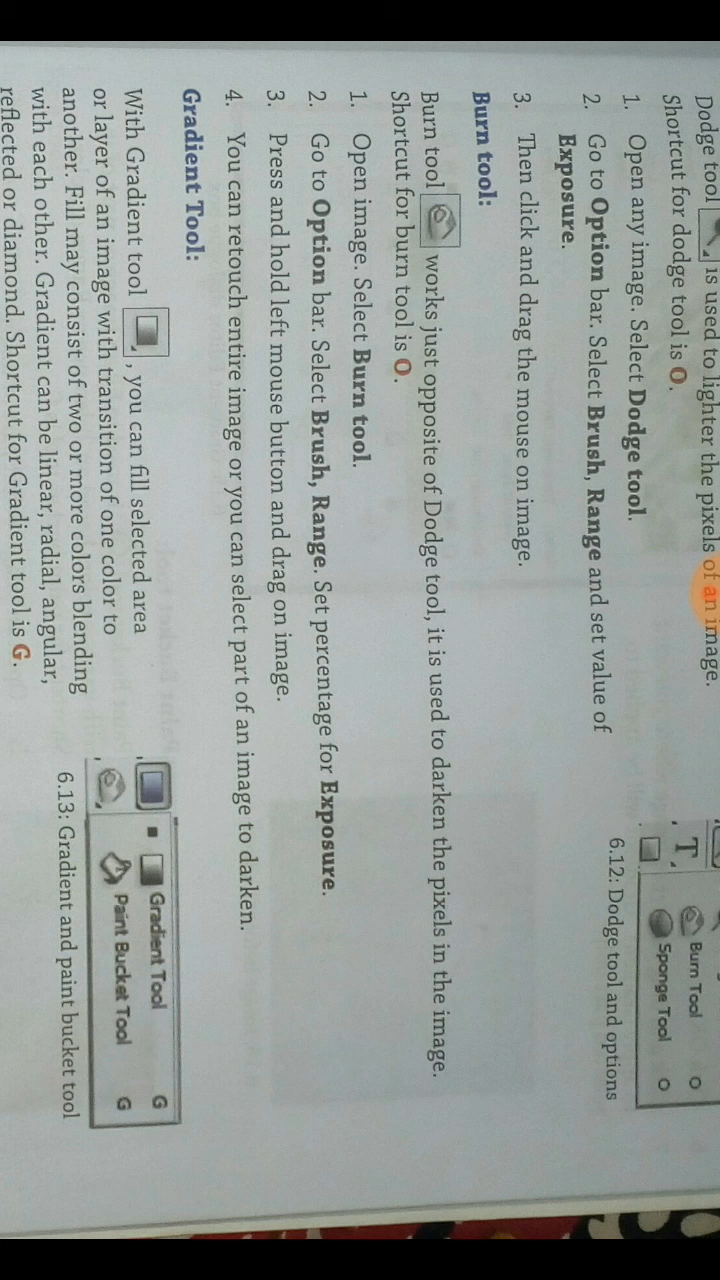 Dodge tool is used to lighter the pixels of an image.
Shortcut for dodge tool is O.
1. Open any image. Select Dodge tool.
2. Go to Option bar. Select Brush, Range and set value of
Exposure.
3. Then click and drag the mouse on image.
T
Burn Tool O
Sponge Tool O
6.12: Dodge tool and options
Burn tool:
Burn tool works just opposite of Dodge tool, it is used to darken the pixels in the image.
Shortcut for burn tool is O.
1. Open image. Select Burn tool.
2. Go to Option bar. Select Brush, Range. Set percentage for Exposure.
3. Press and hold left mouse button and drag on image.
4. You can retouch entire image or you can select part of an image to darken.
Gradient Tool:
With Gradient tool , you can fill selected area
or layer of an image with transition of one color to
another. Fill may consist of two or more colors blending
with each other. Gradient can be linear, radial, angular,
reflected or diamond. Shortcut for Gradient tool is G.
Gradient Tool G
Paint Bucket Tool G
6.13: Gradient and paint bucket tool